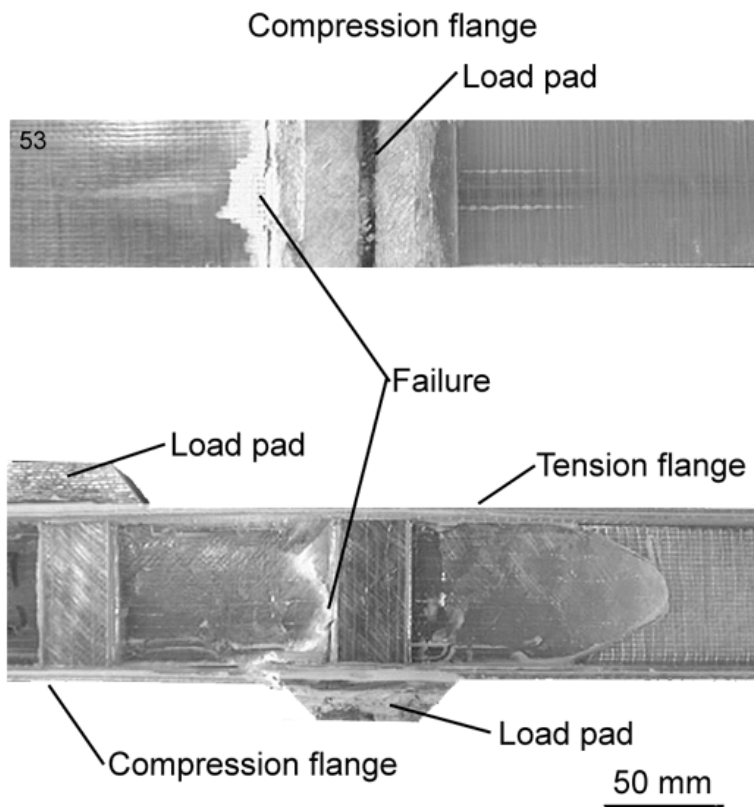 Compression flange
Load pad
53
Failure
Load pad
Tension flange
Load pad
Compression flange
50 mm